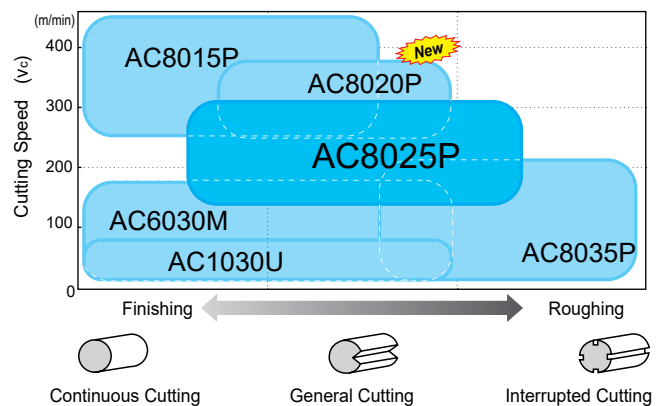 (m/min)
400
300
200
100
0
Cutting Speed (vc)
AC8015P
New
AC8020P
AC8025P
AC6030M
AC1030U
AC8035P
Finishing
Roughing
Continuous Cutting
General Cutting
Interrupted Cutting